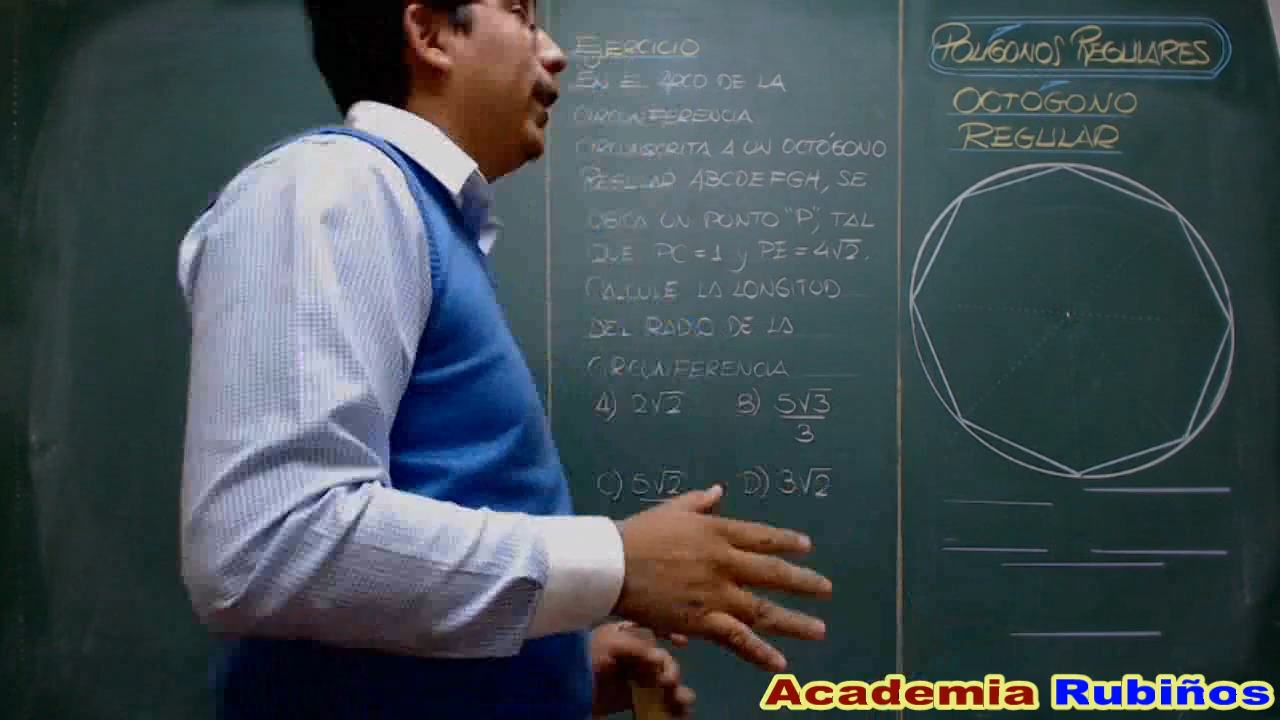 EJERCICIO
EN EL ARCO DE LA
CIRCUNFERENCIA
CIRCUNSCRITA A UN OCTÓGONO
REGULAR ABCDEFGH, SE
UBICA UN PUNTO "P", TAL
QUE PC = 1 y PE = 4√2.
CALCULE LA LONGITUD
DEL RADIO DE LA
CIRCUNFERENCIA
A) 2√2 B) 5√3
3
C) 5√2 D) 3√2
POLÍGONOS REGULARES
OCTÓGONO
REGULAR
Academia Rubiños